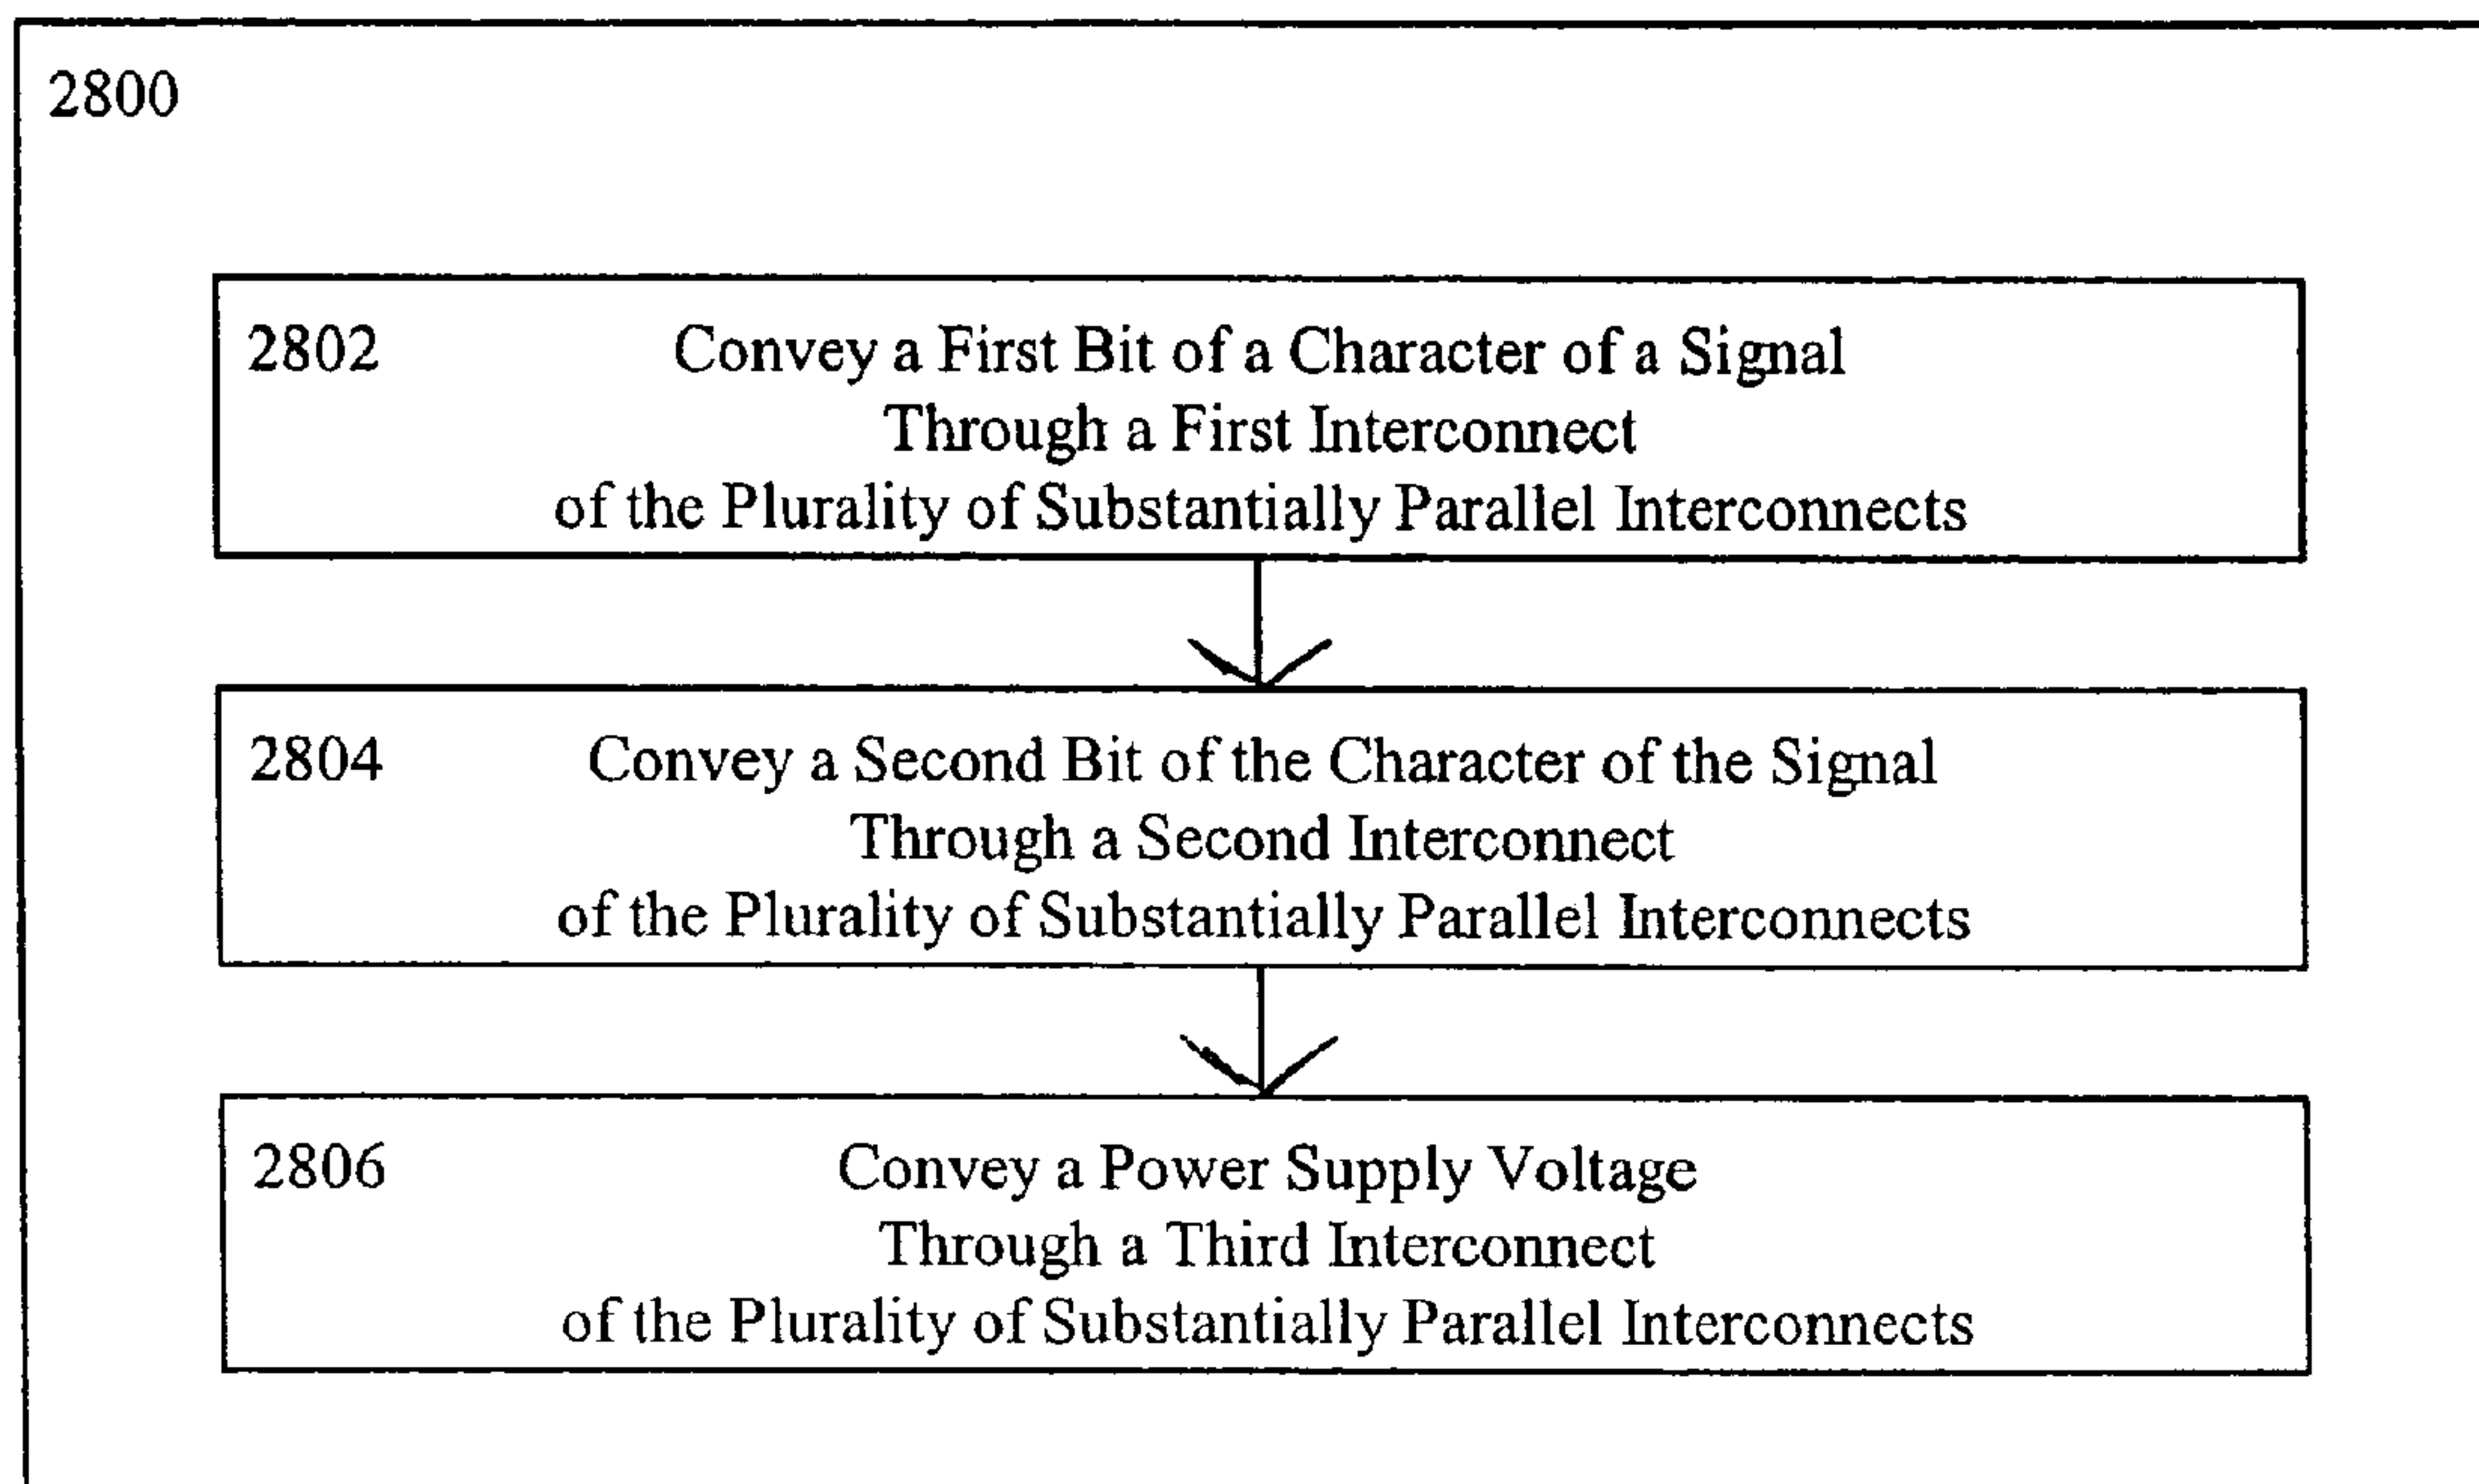 2800
2802 Convey a First Bit of a Character of a Signal
Through a First Interconnect
of the Plurality of Substantially Parallel Interconnects
2804 Convey a Second Bit of the Character of the Signal
Through a Second Interconnect
of the Plurality of Substantially Parallel Interconnects
2806 Convey a Power Supply Voltage
Through a Third Interconnect
of the Plurality of Substantially Parallel Interconnects